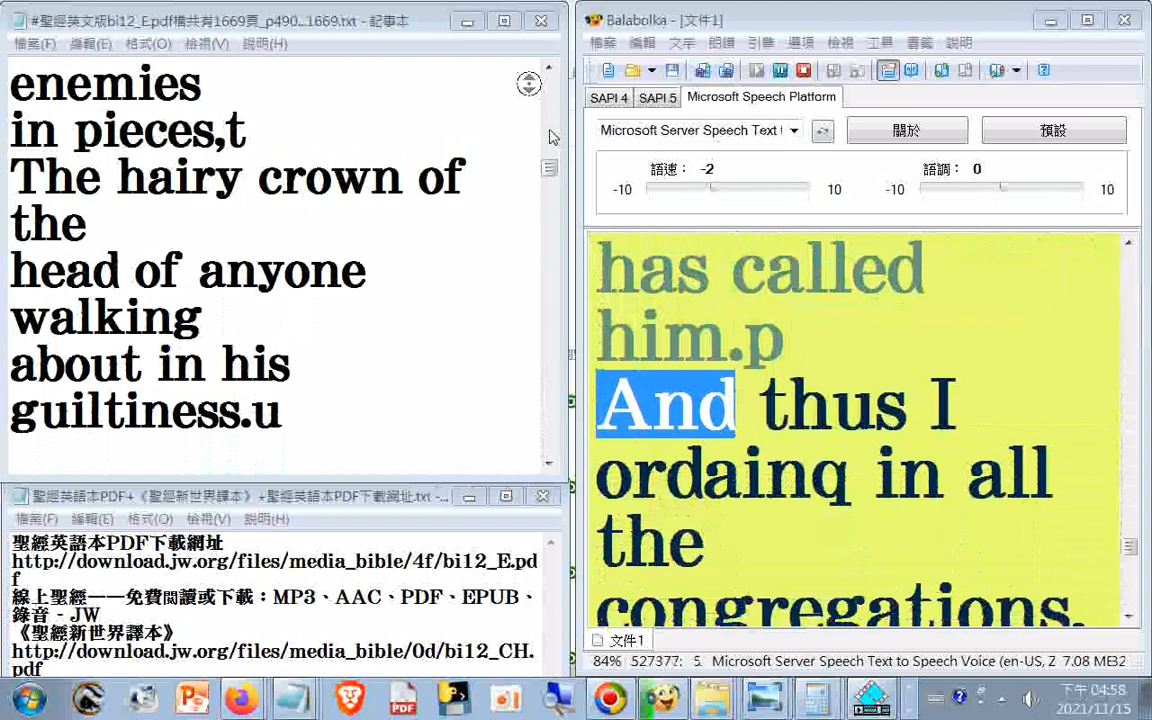 #聖經英文版bi12_E.pdf檔共有1669頁_p490...1669.txt - 記事本
檔案(F) 編輯(E) 格式(O) 檢視(V) 說明(H)
enemies
in pieces,t
The hairy crown of
the
head of anyone
walking
about in his
guiltiness.u
聖經英語本PDF+《聖經新世界譯本》+聖經英語本PDF下載網址.txt - ...
檔案(F) 編輯(E) 格式(O) 檢視(V) 說明(H)
聖經英語本PDF下載網址
http://download.jw.org/files/media_bible/4f/bi12_E.pd
f
線上聖經——免費閱讀或下載：MP3、AAC、PDF、EPUB、
錄音 - JW
《聖經新世界譯本》
http://download.jw.org/files/media_bible/0d/bi12_CH.
pdf
Balabolka - [文件1]
檔案 編輯 文字 朗讀 引擎 選項 檢視 工具 書籤 說明
SAPI 4 SAPI 5 Microsoft Speech Platform
Microsoft Server Speech Text 關於 預設
語速： -2 語調： 0
-10 10 -10 10
has called
him.p
And thus I
ordainq in all
the
congregations.
文件1
84% 527377: 5. Microsoft Server Speech Text to Speech Voice (en-US, Z 7.08 MB2
PDF
下午 04:58
2021/11/15